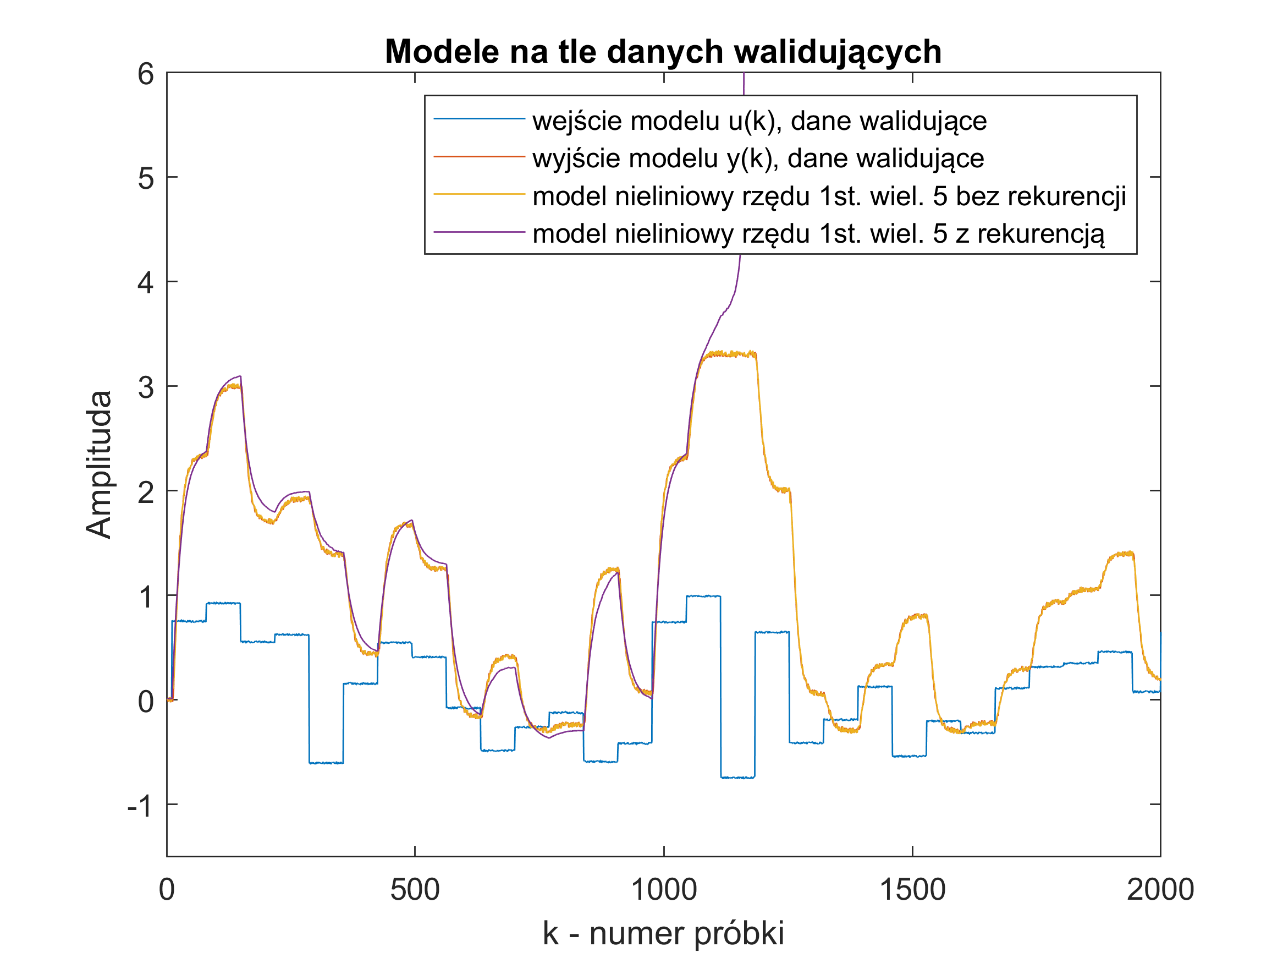 Modele na tle danych walidujących
6
5
4
3
2
1
0
-1
Amplituda
wejście modelu u(k), dane walidujące
wyjście modelu y(k), dane walidujące
model nieliniowy rzędu 1st. wiel. 5 bez rekurencji
model nieliniowy rzędu 1st. wiel. 5 z rekurencją
0 500 1000 1500 2000
k - numer próbki